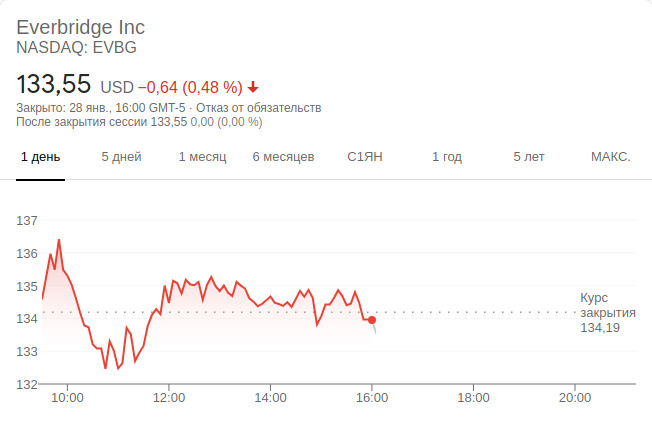 Everbridge Inc
NASDAQ: EVBG
133,55 USD −0,64 (0,48 %)
Закрыто: 28 янв., 16:00 GMT-5 · Отказ от обязательств
После закрытия сессии 133,55 0,00 (0,00 %)
1 день 5 дней 1 месяц 6 месяцев С1ЯН 1 год 5 лет МАКС.
137
136
135
134
133
132
Курс
закрытия
134,19
10:00 12:00 14:00 16:00 18:00 20:00